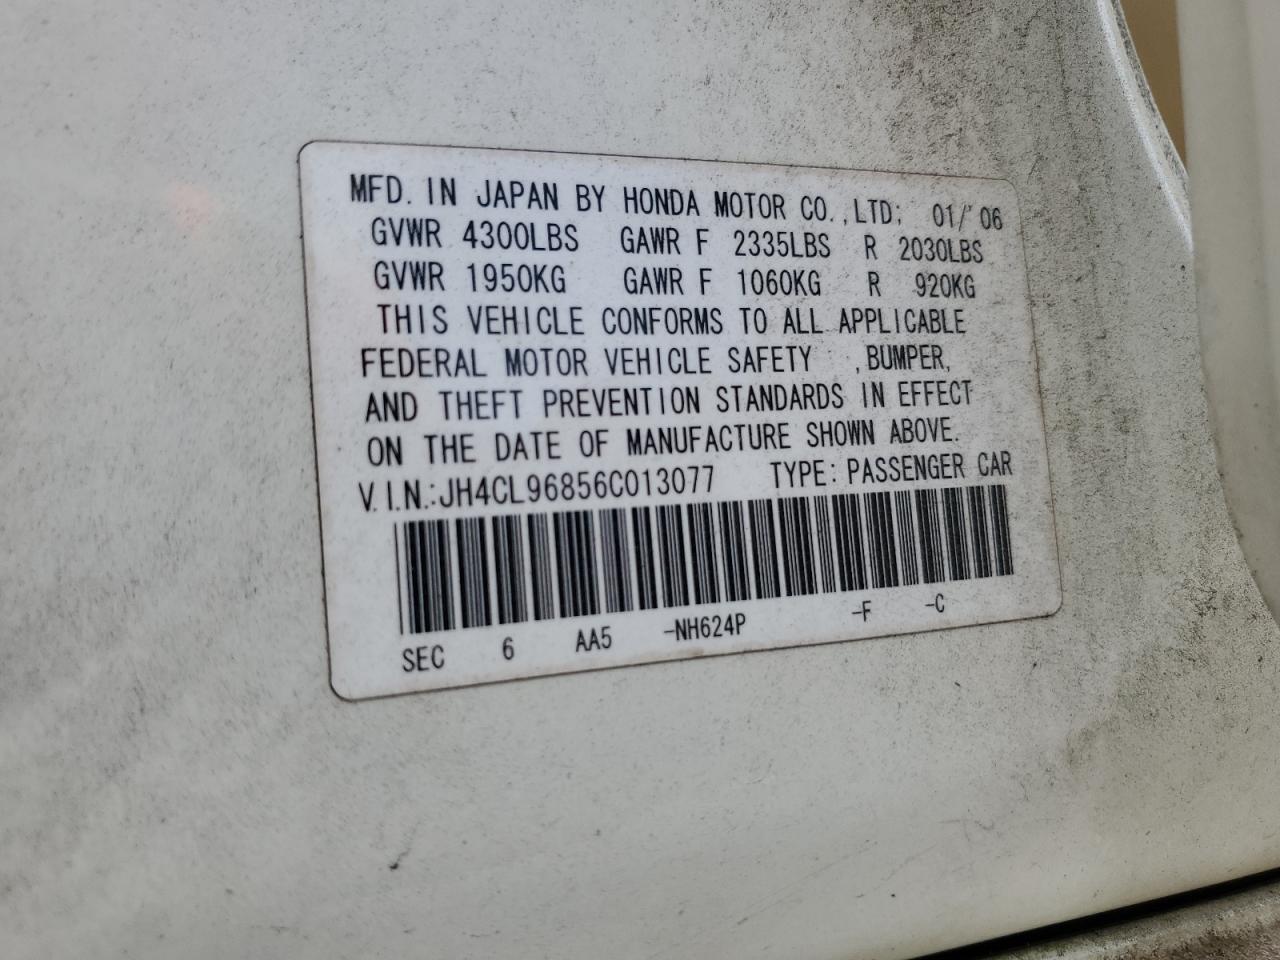 MFD. IN JAPAN BY HONDA MOTOR CO.,LTD; 01/'06
GVWR 4300LBS GAWR F 2335LBS R 2030LBS
GVWR 1950KG GAWR F 1060KG R 920KG
THIS VEHICLE CONFORMS TO ALL APPLICABLE
FEDERAL MOTOR VEHICLE SAFETY ,BUMPER,
AND THEFT PREVENTION STANDARDS IN EFFECT
ON THE DATE OF MANUFACTURE SHOWN ABOVE.
V.I.N.:JH4CL96856C013077 TYPE: PASSENGER CAR
SEC 6 AA5 -NH624P -F -C